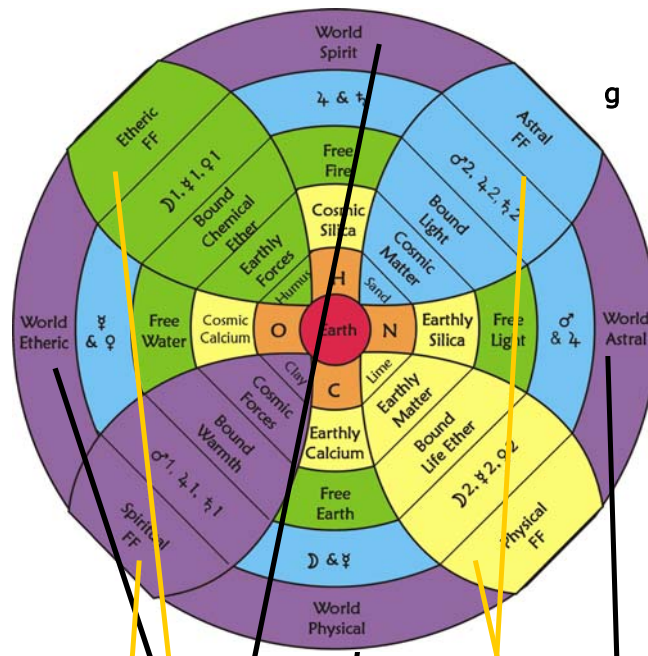 World
Spirit
g
♃ & ♄
Etheric
FF
Astral
FF
☽1, ☿1, ♀1
♂2, ♃2, ♄2
Free
Fire
Bound
Chemical
Ether
Bound
Light
Cosmic
Silica
Earthly
Forces
Cosmic
Matter
Humus
H
Sand
World
Etheric
☿
& ♀
Free
Water
Cosmic
Calcium
O
Earth
N
Earthly
Silica
Free
Light
♂
& ♃
World
Astral
Clay
C
Lime
Cosmic
Forces
Earthly
Matter
Bound
Warmth
Earthly
Calcium
Bound
Life Ether
♂1, ♃1, ♄1
Free
Earth
☽2, ☿2, ♀2
Spiritual
FF
Physical
FF
☽ & ☿
World
Physical